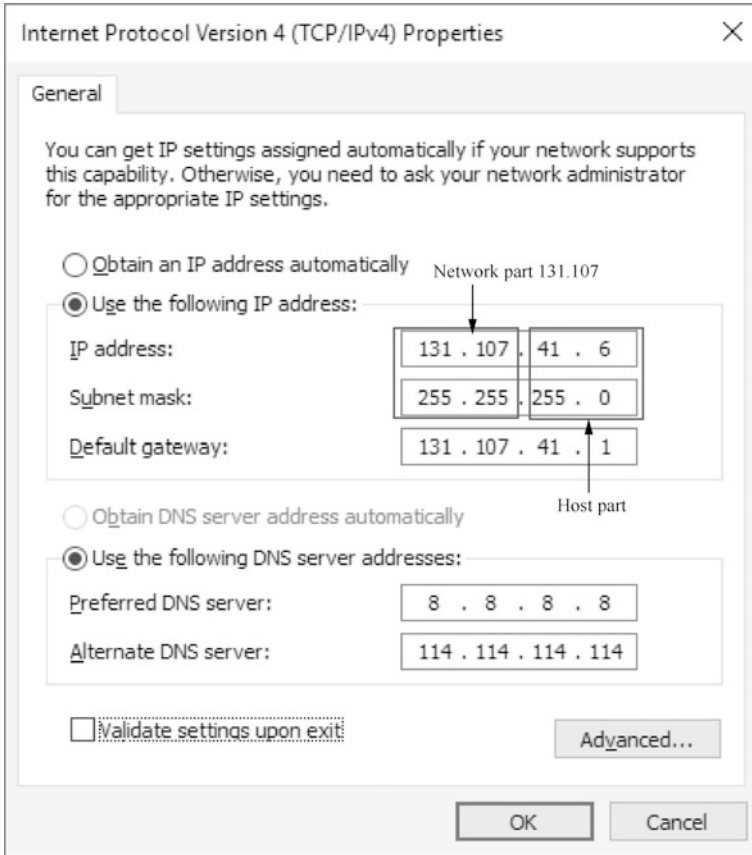 Internet Protocol Version 4 (TCP/IPv4) Properties
General
You can get IP settings assigned automatically if your network supports
this capability. Otherwise, you need to ask your network administrator
for the appropriate IP settings.
Obtain an IP address automatically
Network part 131.107
Use the following IP address:
IP address: 131 . 107 . 41 . 6
Subnet mask: 255 . 255 . 255 . 0
Default gateway: 131 . 107 . 41 . 1
Host part
Obtain DNS server address automatically
Use the following DNS server addresses:
Preferred DNS server: 8 . 8 . 8 . 8
Alternate DNS server: 114 . 114 . 114 . 114
Validate settings upon exit
Advanced...
OK Cancel